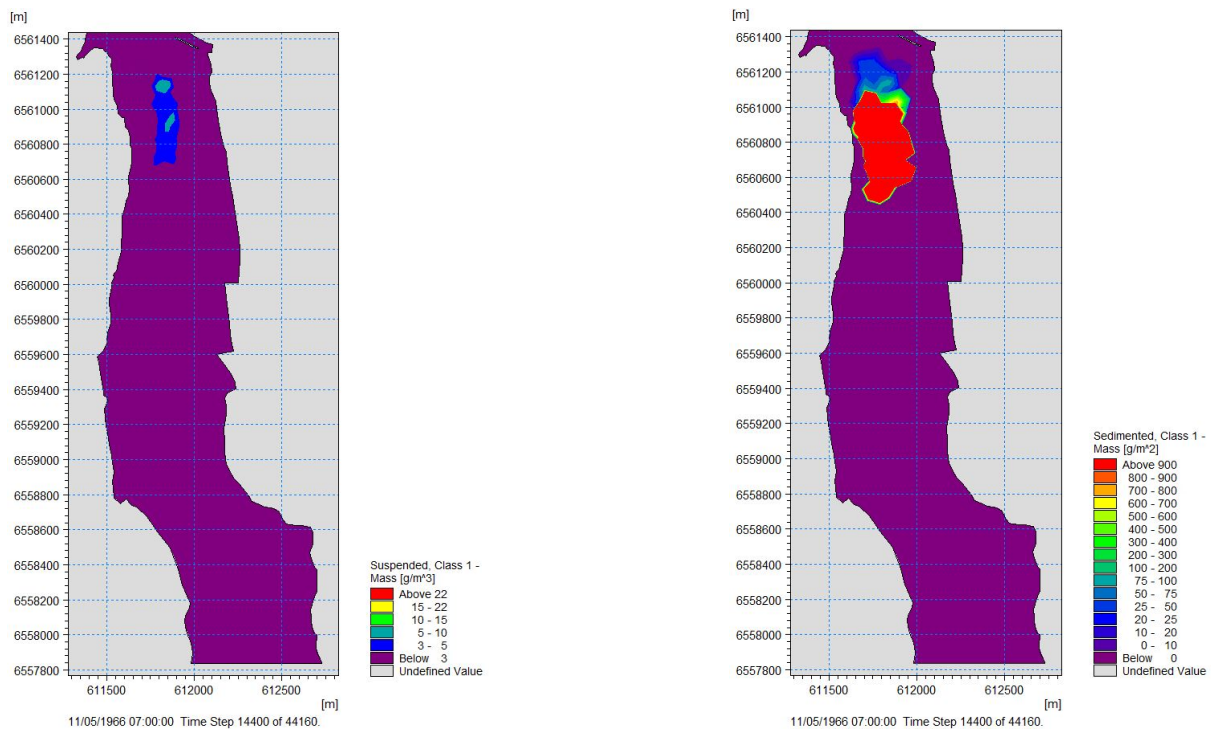 [m]
6561400
6561200
6561000
6560800
6560600
6560400
6560200
6560000
6559800
6559600
6559400
6559200
6559000
6558800
6558600
6558400
6558200
6558000
6557800
611500 612000 612500
[m]
11/05/1966 07:00:00 Time Step 14400 of 44160.
Suspended, Class 1 -
Mass [g/m^3]
Above 22
15 - 22
10 - 15
5 - 10
3 - 5
Below 3
Undefined Value
[m]
6561400
6561200
6561000
6560800
6560600
6560400
6560200
6560000
6559800
6559600
6559400
6559200
6559000
6558800
6558600
6558400
6558200
6558000
6557800
611500 612000 612500
[m]
11/05/1966 07:00:00 Time Step 14400 of 44160.
Sedimented, Class 1 -
Mass [g/m^2]
Above 900
800 - 900
700 - 800
600 - 700
500 - 600
400 - 500
300 - 400
200 - 300
100 - 200
75 - 100
50 - 75
25 - 50
20 - 25
10 - 20
0 - 10
Below 0
Undefined Value